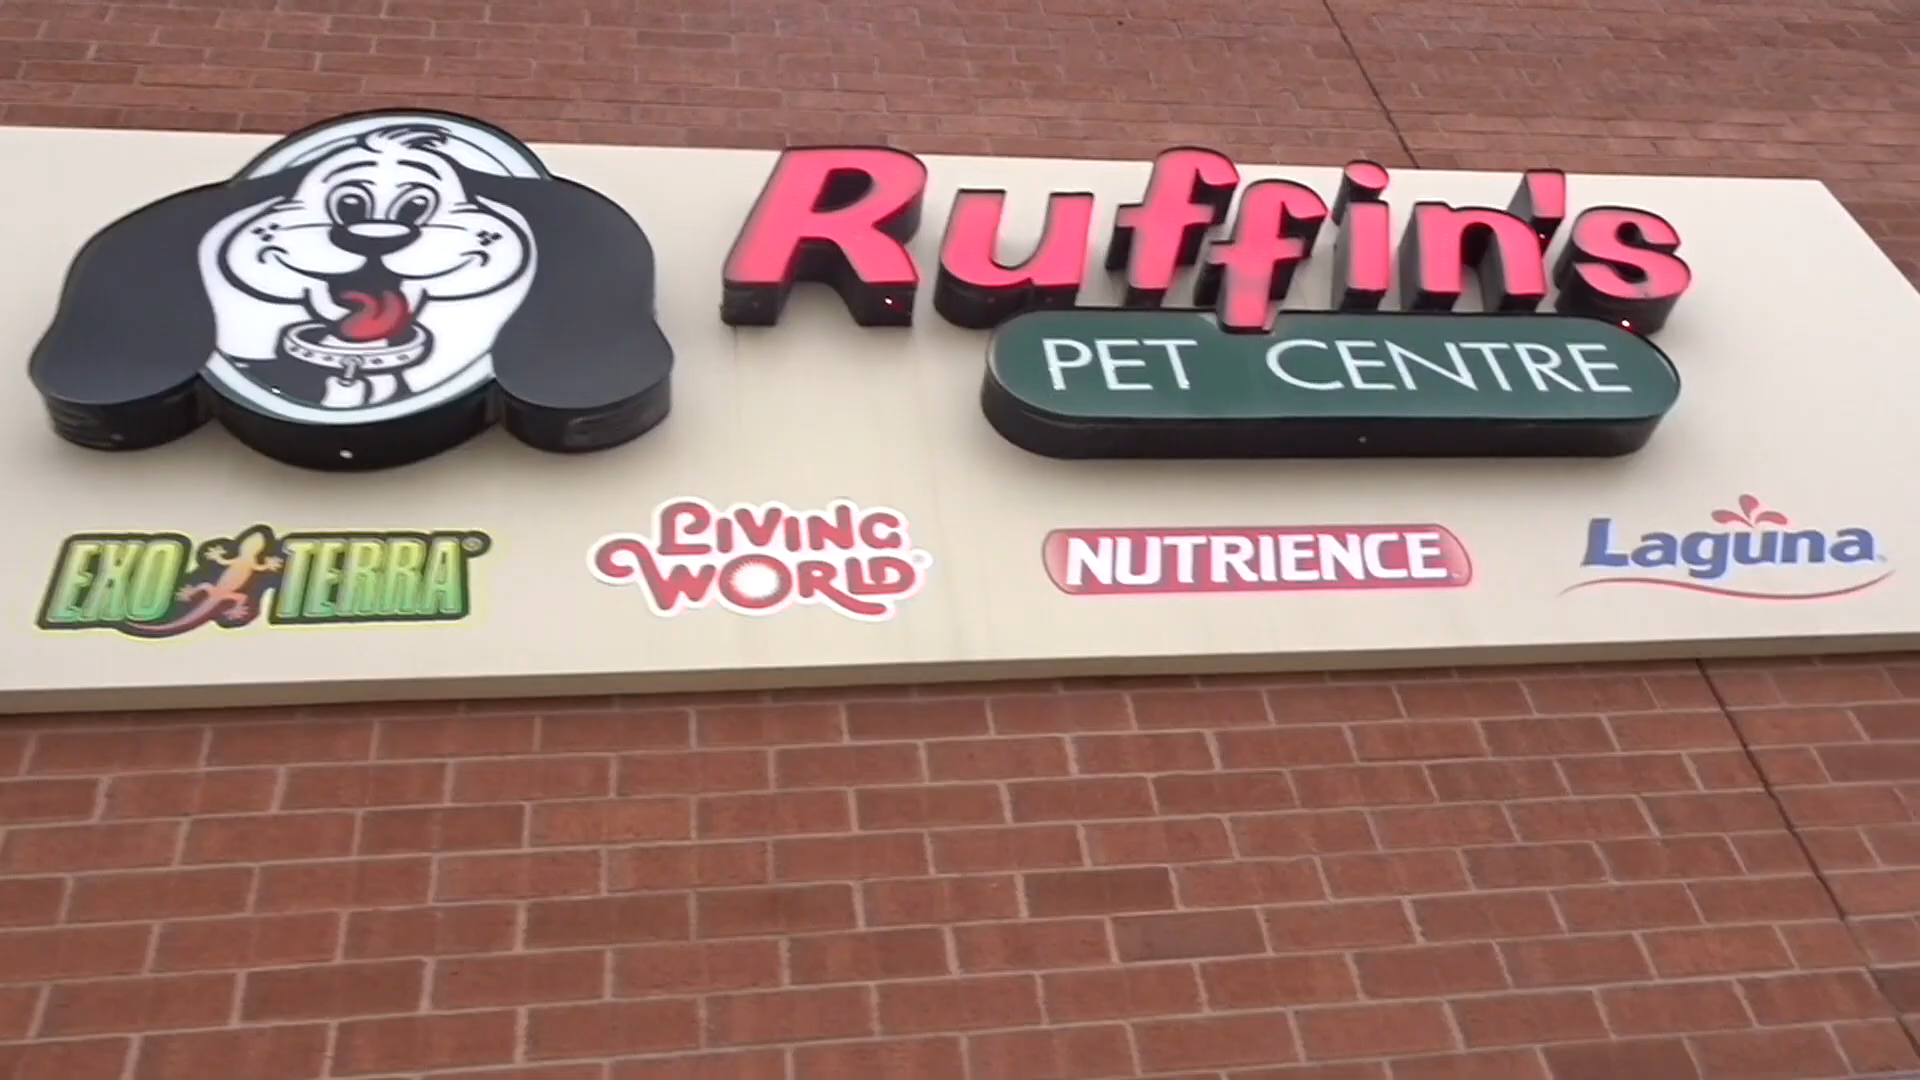 Ruffin's
PET CENTRE
EXO TERRA®
LIVING
WORLD
NUTRIENCE
Laguna